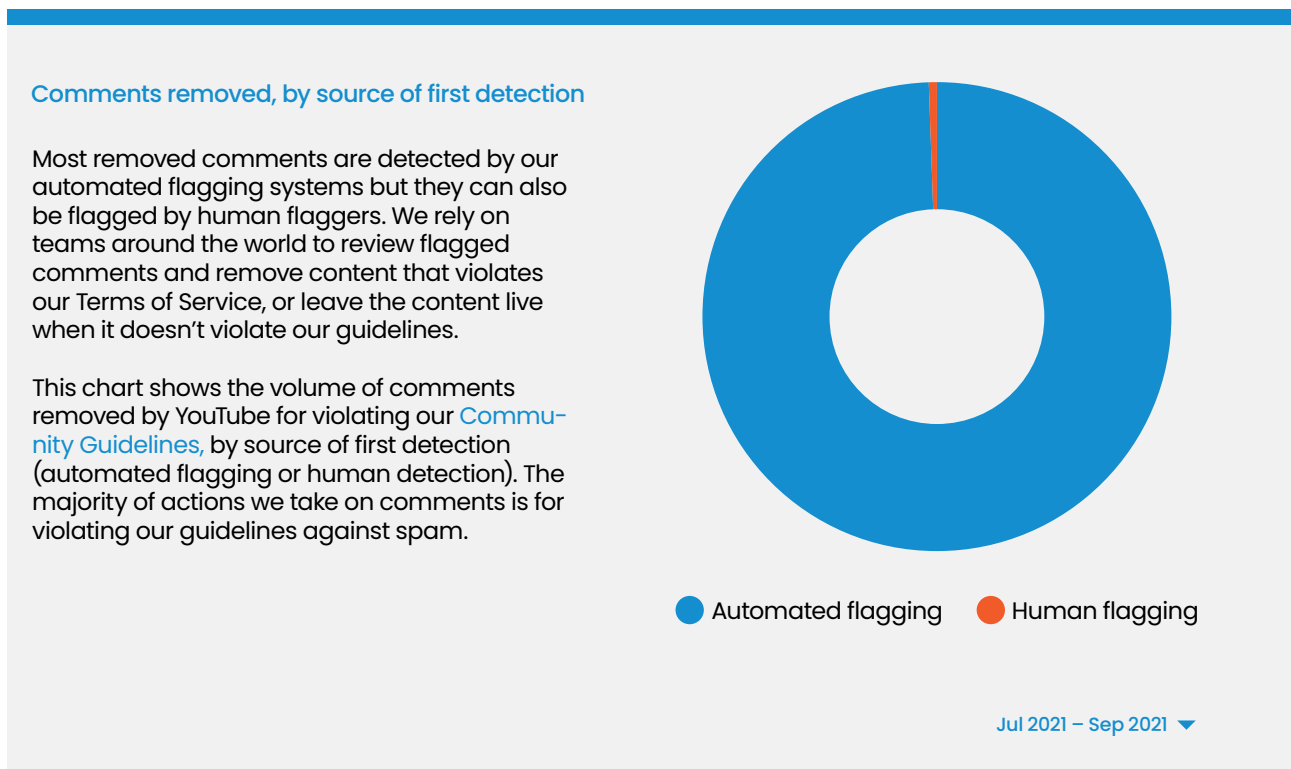 Comments removed, by source of first detection
Most removed comments are detected by our
automated flagging systems but they can also
be flagged by human flaggers. We rely on
teams around the world to review flagged
comments and remove content that violates
our Terms of Service, or leave the content live
when it doesn’t violate our guidelines.
This chart shows the volume of comments
removed by YouTube for violating our Commu-
nity Guidelines, by source of first detection
(automated flagging or human detection). The
majority of actions we take on comments is for
violating our guidelines against spam.
Automated flagging
Human flagging
Jul 2021 – Sep 2021